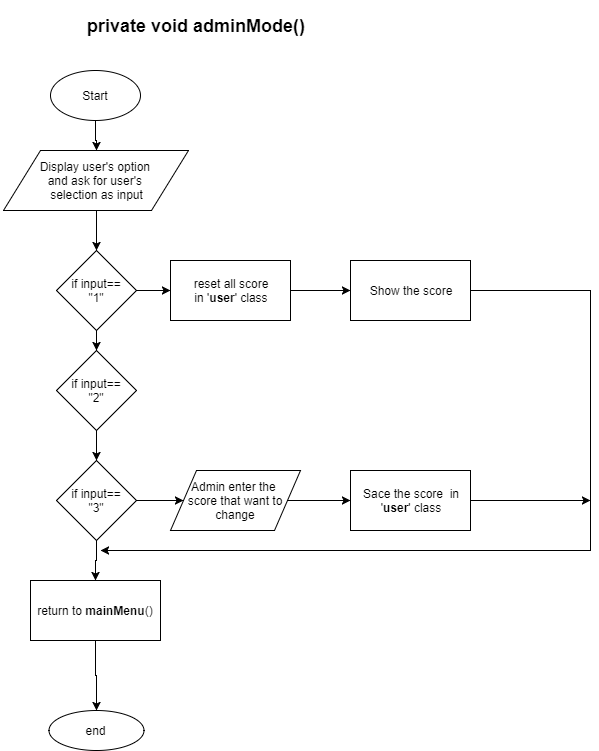 private void adminMode()
Start
Display user's option
and ask for user's
selection as input
if input==
"1"
reset all score
in 'user' class
Show the score
if input==
"2"
if input==
"3"
Admin enter the
score that want to
change
Sace the score in
'user' class
return to mainMenu()
end